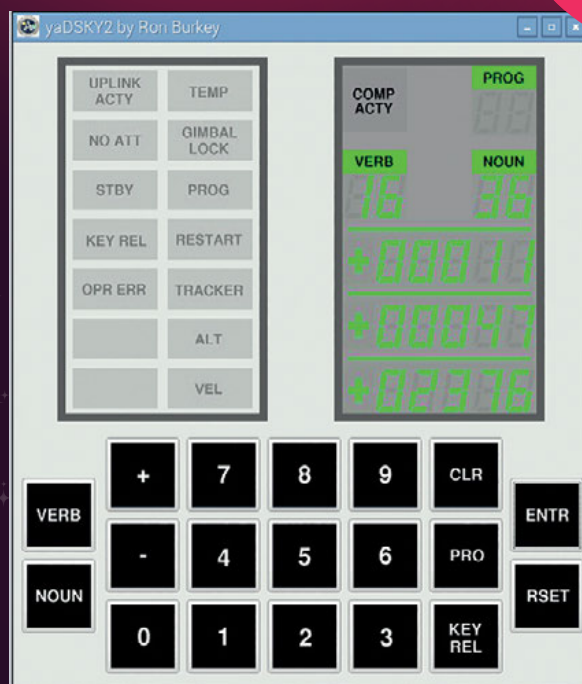 yaDSKY2 by Ron Burkey
UPLINK
ACTY
TEMP
NO ATT
GIMBAL
LOCK
STBY
PROG
KEY REL
RESTART
OPR ERR
TRACKER
ALT
VEL
COMP
ACTY
PROG
VERB
NOUN
16
36
+00011
+00047
+02376
+
7
8
9
CLR
VERB
ENTR
-
4
5
6
PRO
NOUN
RSET
0
1
2
3
KEY
REL